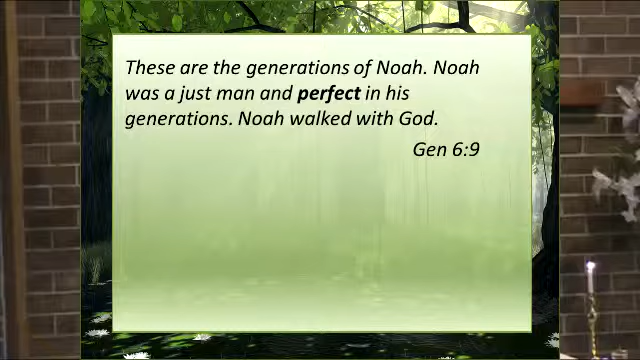 These are the generations of Noah. Noah
was a just man and perfect in his
generations. Noah walked with God.
Gen 6:9